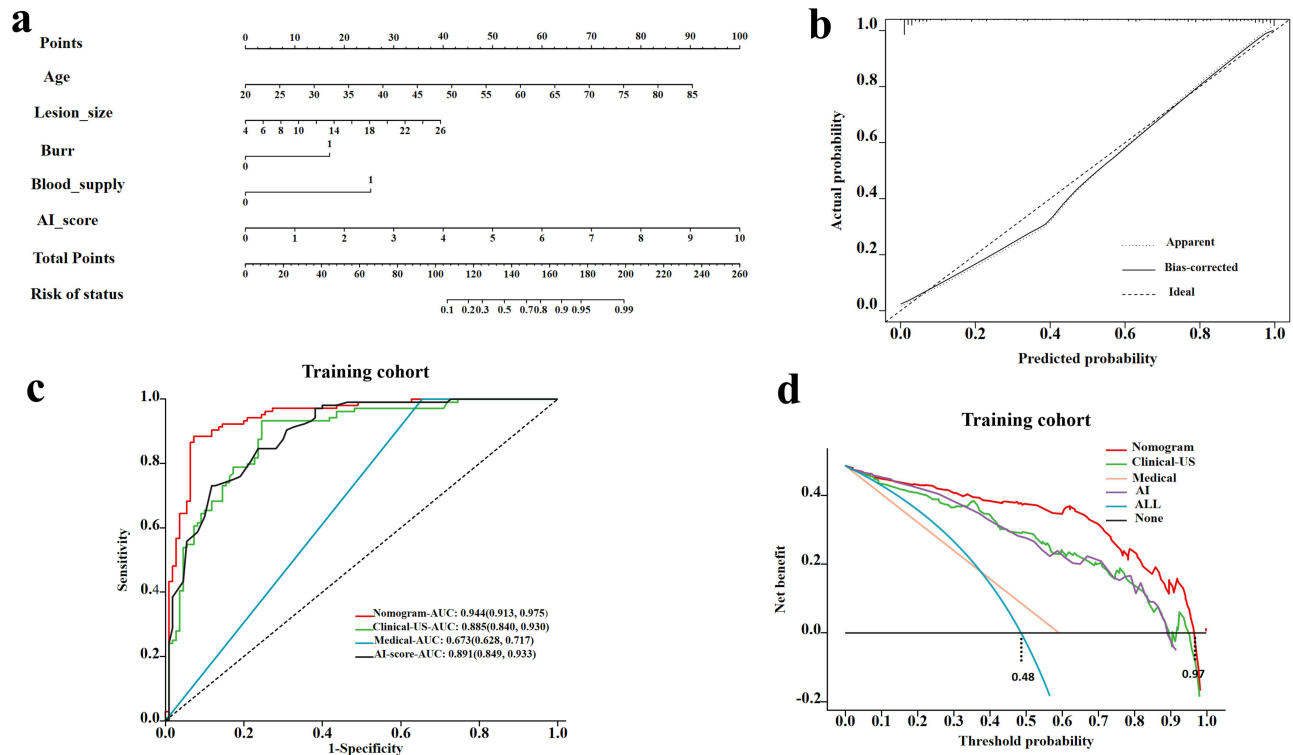 a
Points
0 10 20 30 40 50 60 70 80 90 100
Age
20 25 30 35 40 45 50 55 60 65 70 75 80 85
Lesion_size
4 6 8 10 14 18 22 26
Burr
0 1
Blood_supply
0 1
AI_score
0 1 2 3 4 5 6 7 8 9 10
Total Points
0 20 40 60 80 100 120 140 160 180 200 220 240 260
Risk of status
0.1 0.2 0.3 0.5 0.7 0.8 0.9 0.95 0.99
b
Actual probability
1.0
0.8
0.6
0.4
0.2
0.0
Apparent
Bias-corrected
Ideal
0.0 0.2 0.4 0.6 0.8 1.0
Predicted probability
c
Training cohort
Sensitivity
1.0
0.8
0.6
0.4
0.2
0.0
Nomogram-AUC: 0.944(0.913, 0.975)
Clinical-US-AUC: 0.885(0.840, 0.930)
Medical-AUC: 0.673(0.628, 0.717)
AI-score-AUC: 0.891(0.849, 0.933)
0.0 0.2 0.4 0.6 0.8 1.0
1-Specificity
d
Training cohort
Nomogram
Clinical-US
Medical
AI
ALL
None
Net benefit
0.4
0.2
0.0
-0.2
0.48
0.97
0.0 0.1 0.2 0.3 0.4 0.5 0.6 0.7 0.8 0.9 1.0
Threshold probability